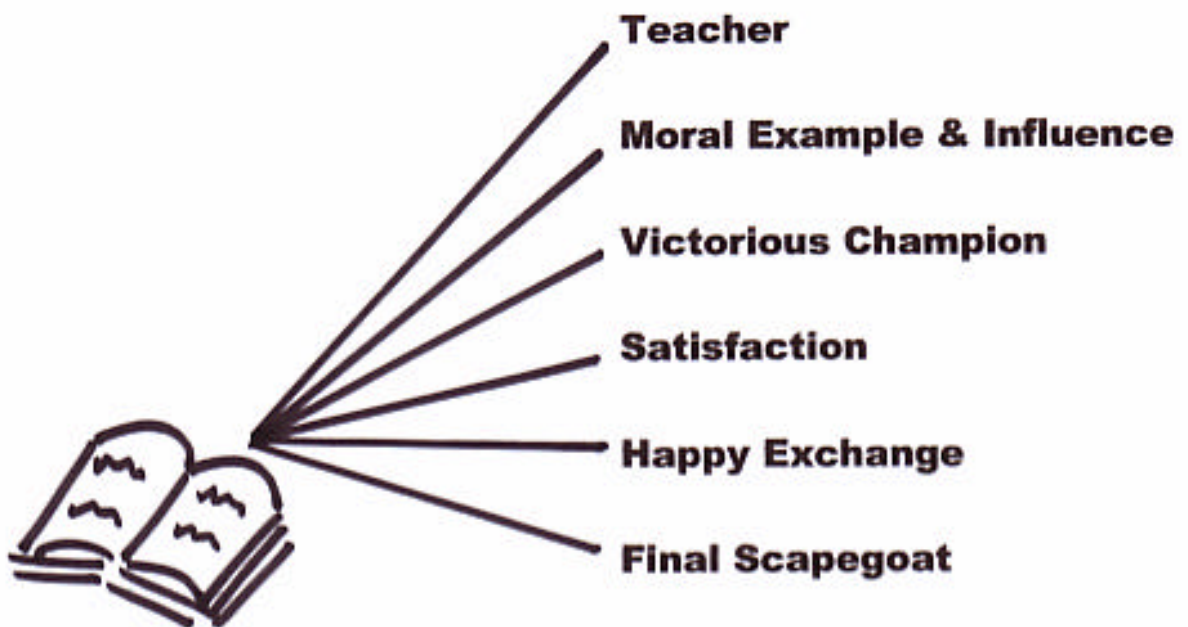 Teacher
Moral Example & Influence
Victorious Champion
Satisfaction
Happy Exchange
Final Scapegoat